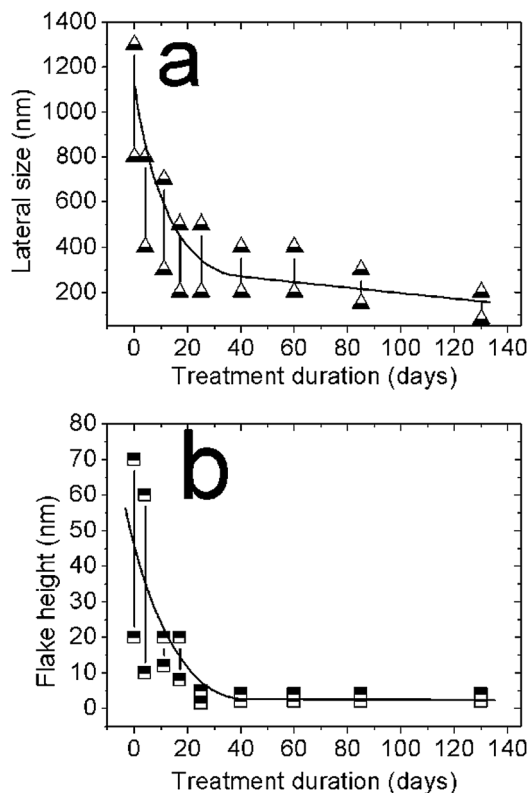 1400
1200
1000
800
600
400
200
Lateral size (nm)
a
0 20 40 60 80 100 120 140
Treatment duration (days)
80
70
60
50
40
30
20
10
0
Flake height (nm)
b
0 20 40 60 80 100 120 140
Treatment duration (days)